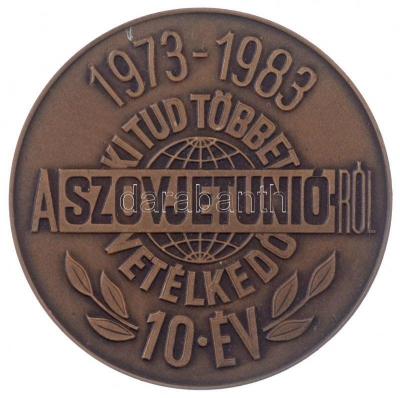 1973-1983
KI TUD TÖBBET
A SZOVJETUNIÓ-RÓL
darabanth
VETÉLKEDŐ
10·ÉV